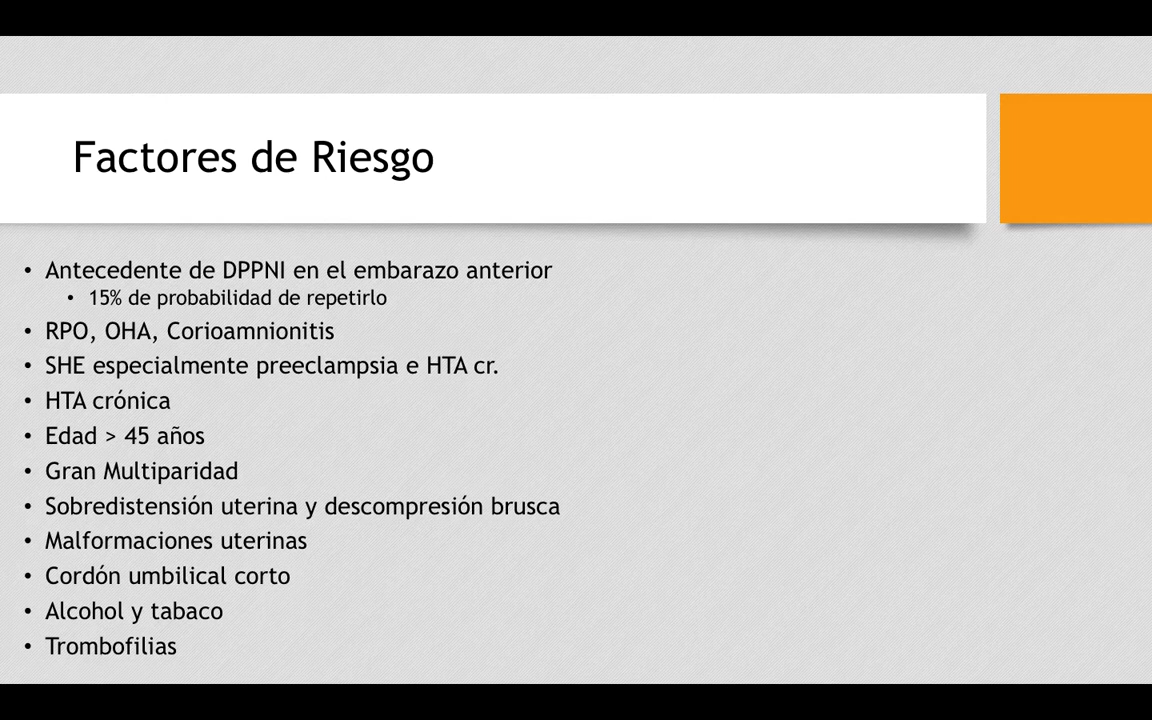 Factores de Riesgo
• Antecedente de DPPNI en el embarazo anterior
• 15% de probabilidad de repetirlo
• RPO, OHA, Corioamnionitis
• SHE especialmente preeclampsia e HTA cr.
• HTA crónica
• Edad > 45 años
• Gran Multiparidad
• Sobredistensión uterina y descompresión brusca
• Malformaciones uterinas
• Cordón umbilical corto
• Alcohol y tabaco
• Trombofilias